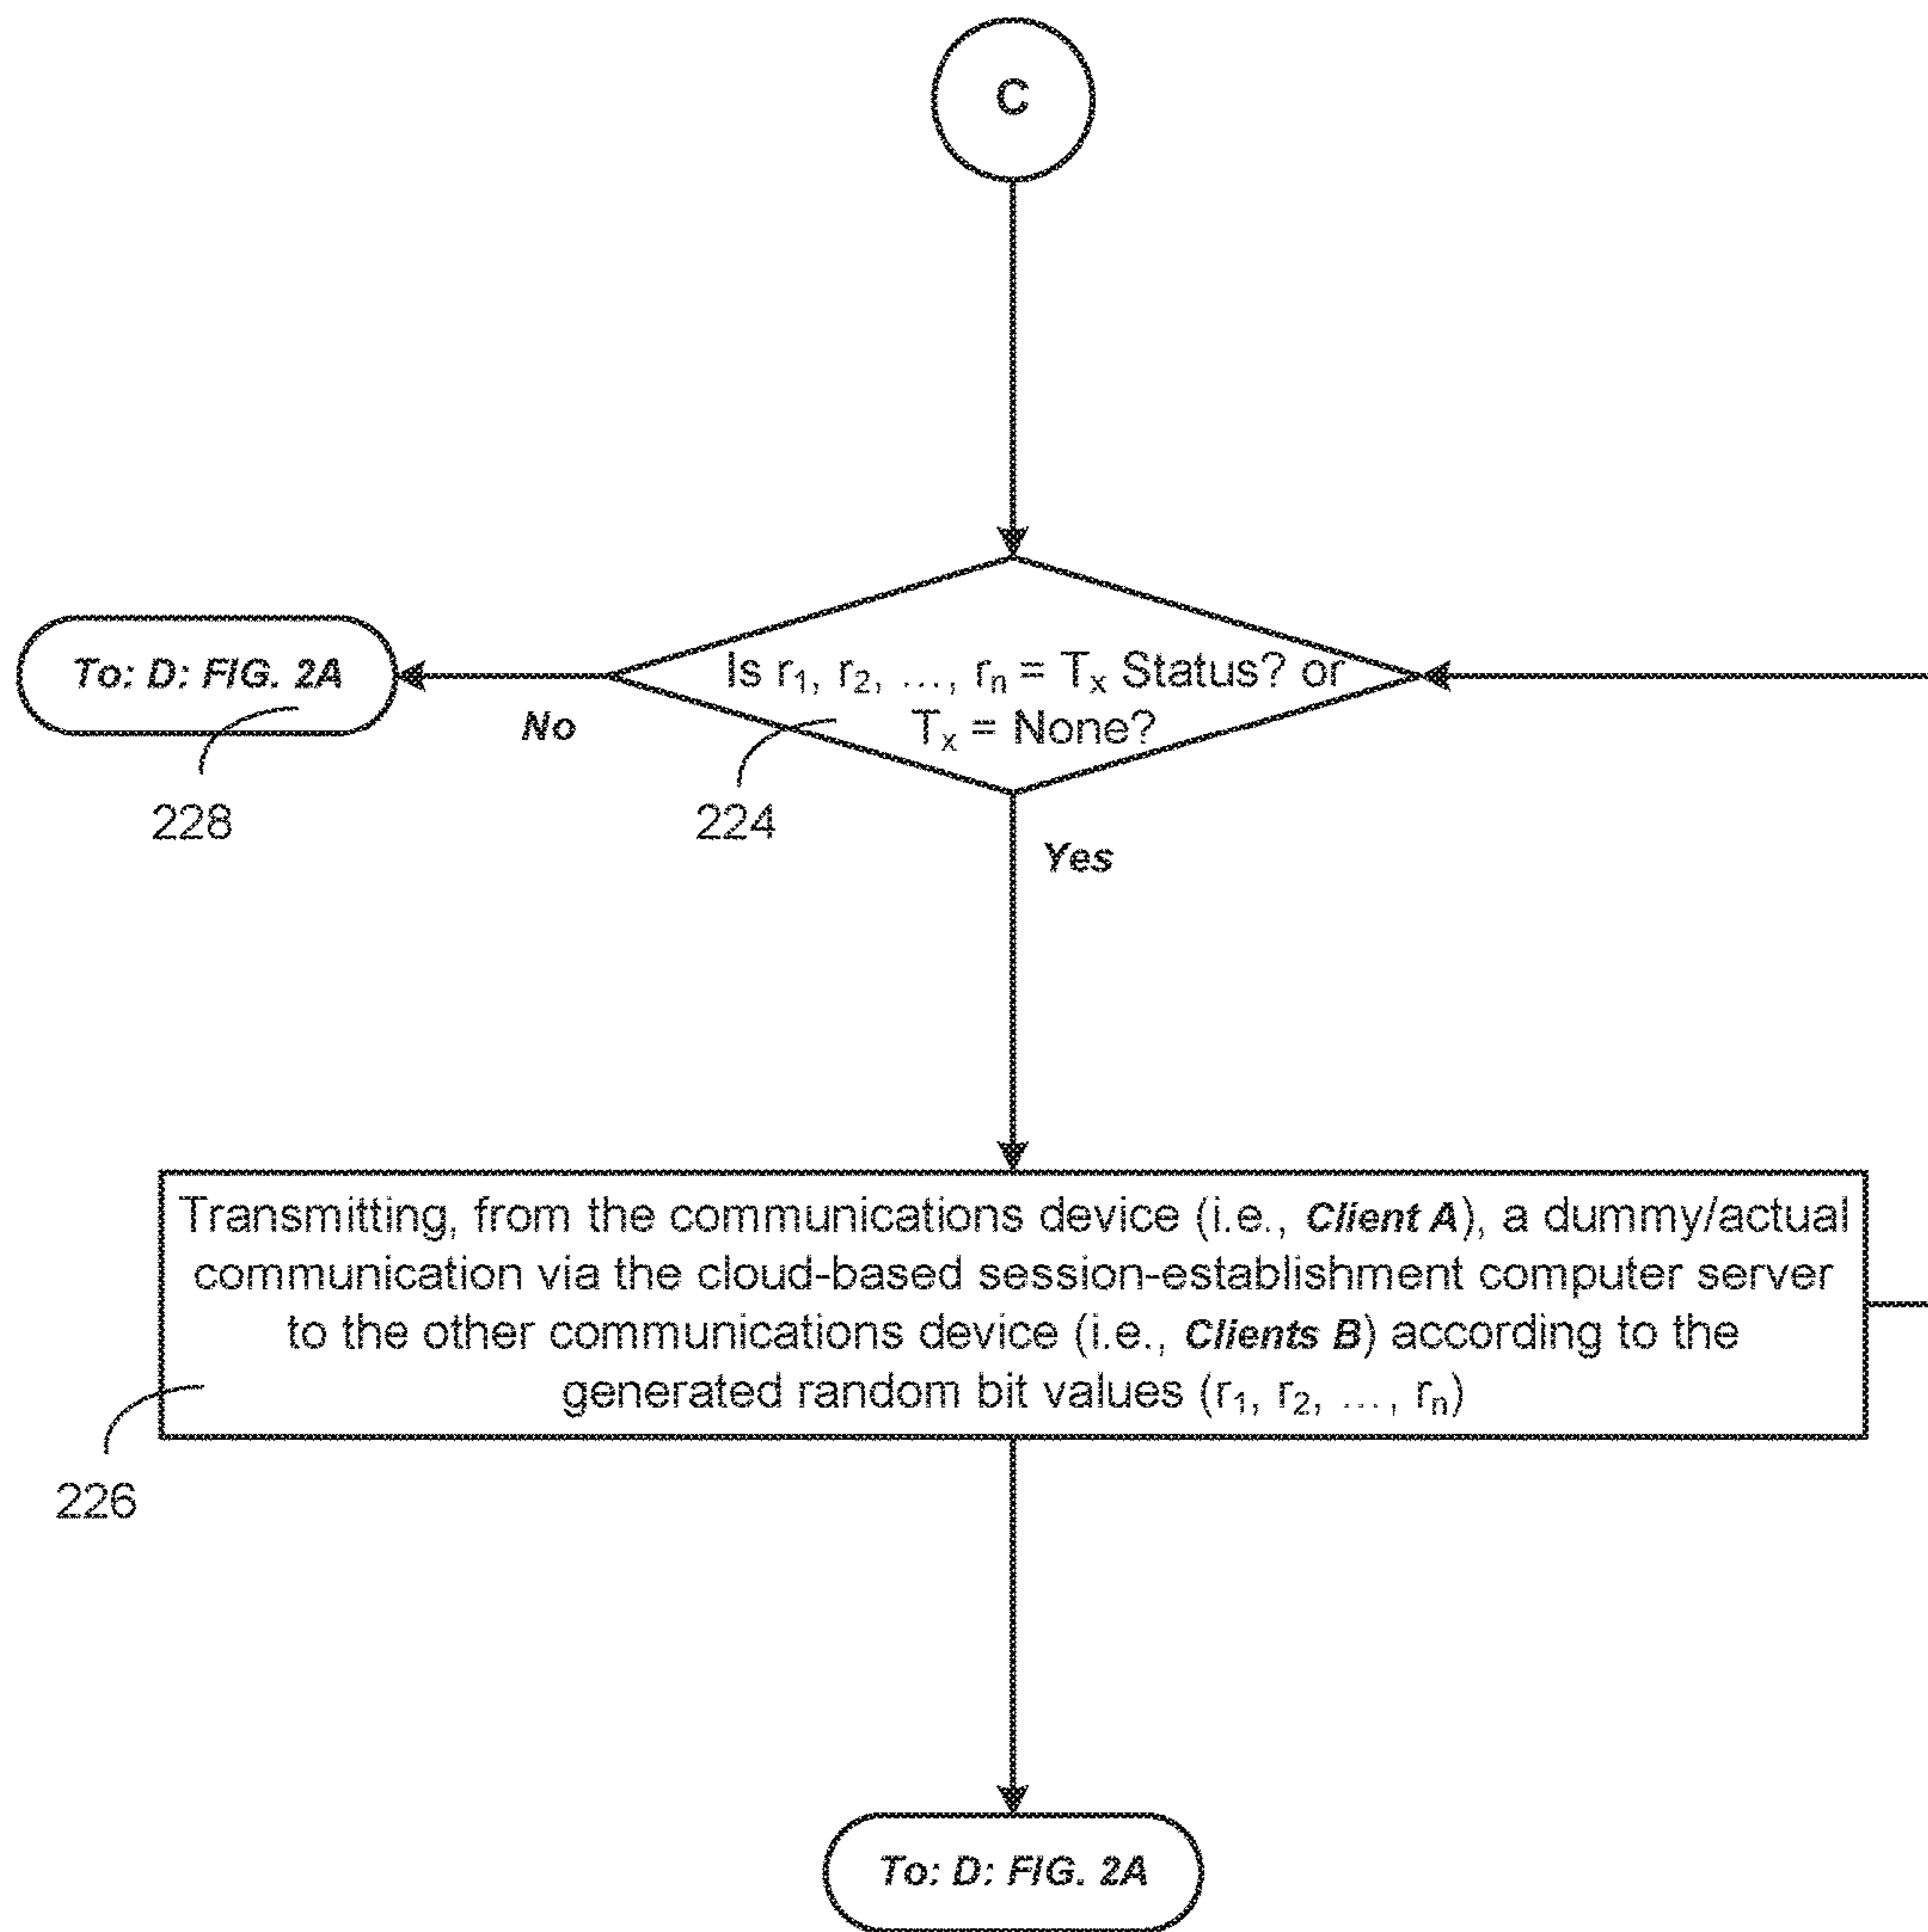 C
Is r₁, r₂, ..., rₙ = Tₓ Status? or
Tₓ = None?
To: D: FIG. 2A
No
228
224
Yes
Transmitting, from the communications device (i.e., Client A), a dummy/actual
communication via the cloud-based session-establishment computer server
to the other communications device (i.e., Clients B) according to the
generated random bit values (r₁, r₂, ..., rₙ)
226
To: D: FIG. 2A